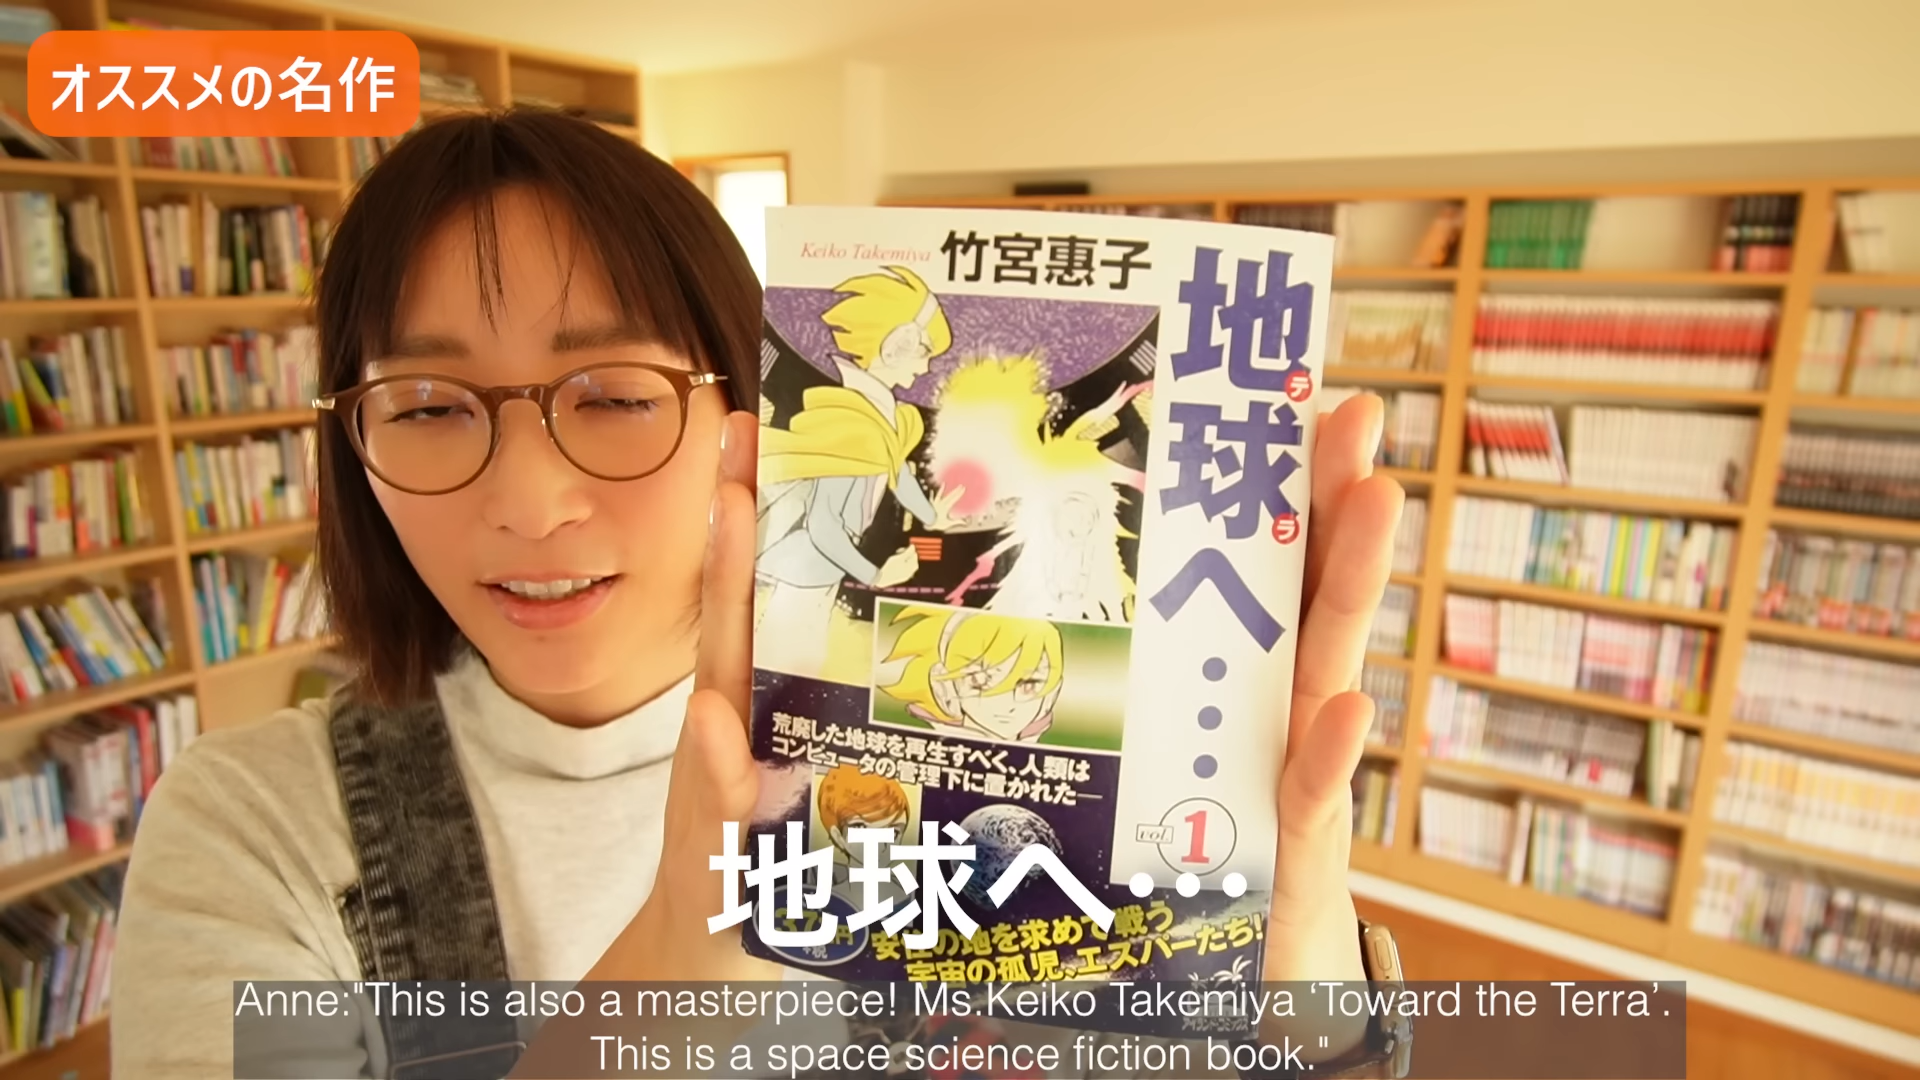 オススメの名作
Keiko Takemiya 竹宮惠子
地球へ…
テラ
荒廃した地球を再生すべく、人類は
コンピュータの管理下に置かれた―
vol. 1
地球へ…
安住の地を求めて戦う
宇宙の孤児、エスパーたち!
Anne:"This is also a masterpiece! Ms.Keiko Takemiya ‘Toward the Terra’.
This is a space science fiction book."